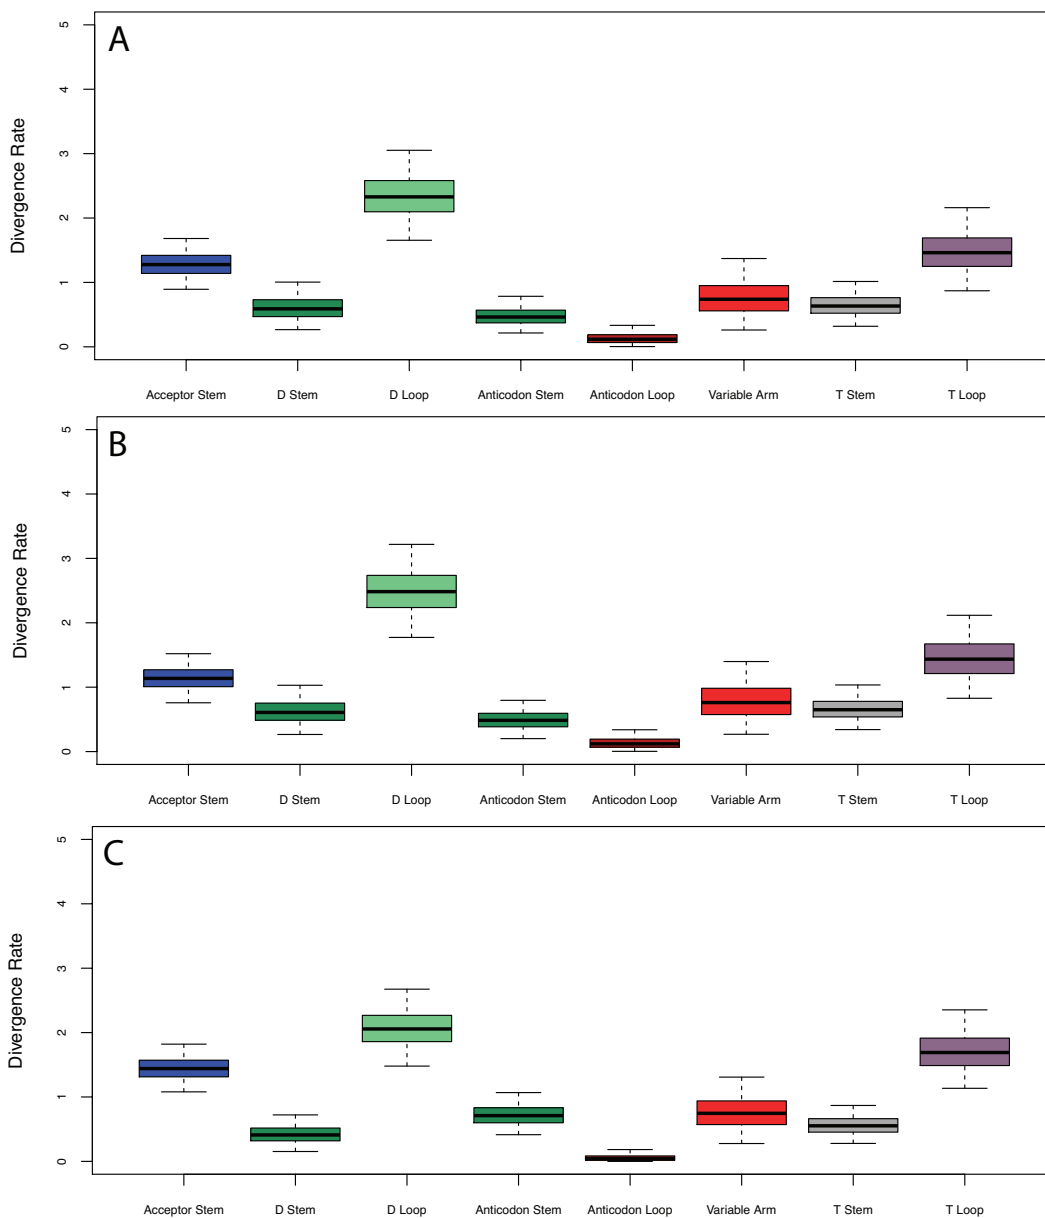 A
Divergence Rate
5
4
3
2
1
0
Acceptor Stem D Stem D Loop Anticodon Stem Anticodon Loop Variable Arm T Stem T Loop
B
Divergence Rate
5
4
3
2
1
0
Acceptor Stem D Stem D Loop Anticodon Stem Anticodon Loop Variable Arm T Stem T Loop
C
Divergence Rate
5
4
3
2
1
0
Acceptor Stem D Stem D Loop Anticodon Stem Anticodon Loop Variable Arm T Stem T Loop